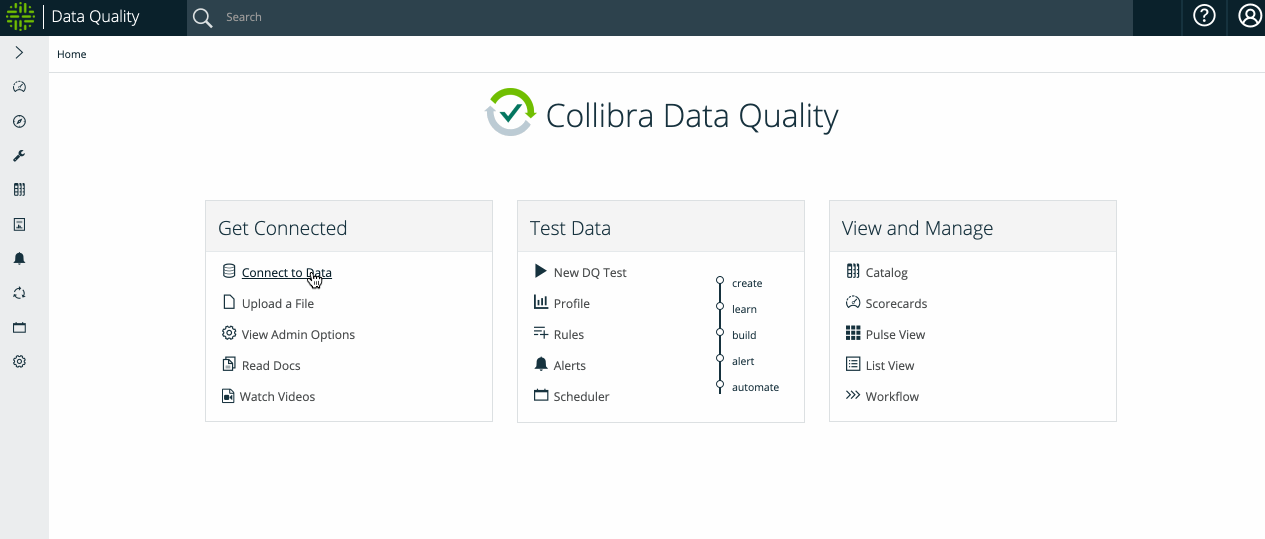 Data Quality
Search
Home
Collibra Data Quality
Get Connected
Connect to Data
Upload a File
View Admin Options
Read Docs
Watch Videos
Test Data
New DQ Test
Profile
Rules
Alerts
Scheduler
create
learn
build
alert
automate
View and Manage
Catalog
Scorecards
Pulse View
List View
Workflow